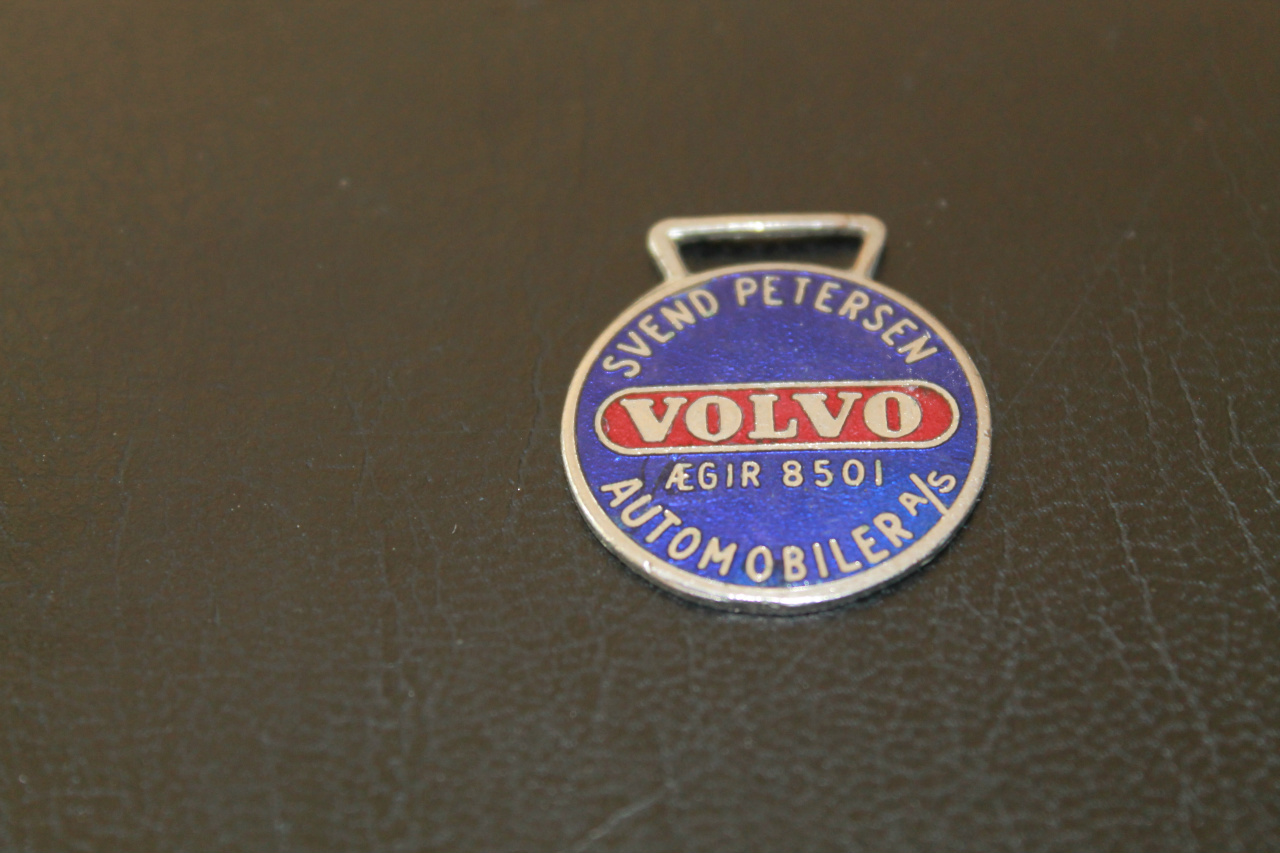 SVEND PETERSEN
VOLVO
ÆGIR 8501
AUTOMOBILER A/S